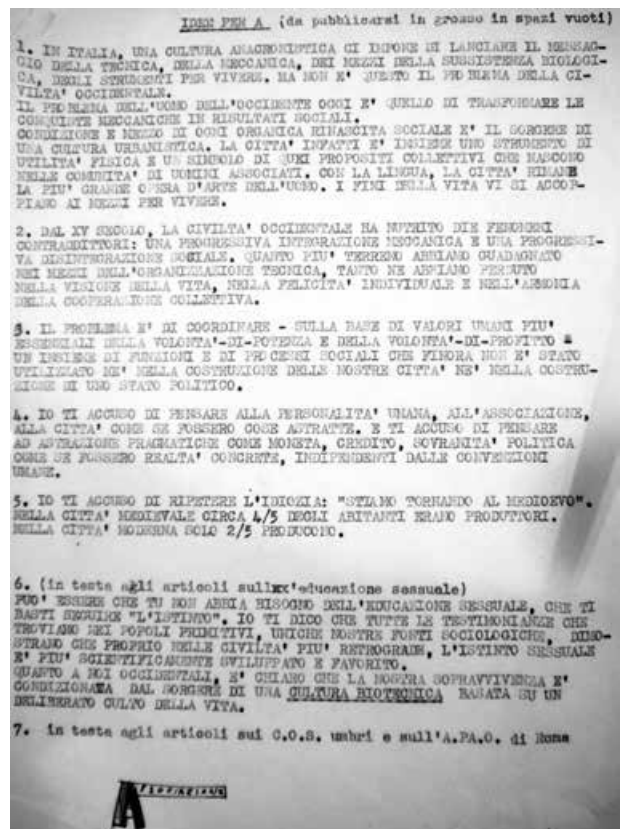 IDEE PER A (da pubblicarsi in grosso in spazi vuoti)
1. IN ITALIA, UNA CULTURA ANACRONISTICA CI IMPONE DI LANCIARE IL MESSAG-
GIO DELLA TECNICA, DELLA MECCANICA, DEI MEZZI DELLA SUSSISTENZA BIOLOGI-
CA, DEGLI STRUMENTI PER VIVERE. MA NON E' QUESTO IL PROBLEMA DELLA CI-
VILTA' OCCIDENTALE.
IL PROBLEMA DELL'UOMO DELL'OCCIDENTE OGGI E' QUELLO DI TRASFORMARE LE
CONQUISTE MECCANICHE IN RISULTATI SOCIALI.
CONDIZIONE E MEZZO DI OGNI ORGANICA RINASCITA SOCIALE E' IL SORGERE DI
UNA CULTURA URBANISTICA. LA CITTA' INFATTI E' INSIEME UNO STRUMENTO DI
UTILITA' FISICA E UN SIMBOLO DI QUEI PROPOSITI COLLETTIVI CHE NASCONO
NELLE COMUNITA' DI UOMINI ASSOCIATI. CON LA LINGUA, LA CITTA' RIMANE
LA PIU' GRANDE OPERA D'ARTE DELL'UOMO. I FINI DELLA VITA VI SI ACCOP-
PIANO AI MEZZI PER VIVERE.
2. DAL XV SECOLO, LA CIVILTA' OCCIDENTALE HA NUTRITO DUE FENOMENI
CONTRADDITTORI: UNA PROGRESSIVA INTEGRAZIONE MECCANICA E UNA PROGRESSI-
VA DISINTEGRAZIONE SOCIALE. QUANTO PIU' TERRENO ABBIAMO GUADAGNATO
NEI MEZZI DELL'ORGANIZZAZIONE TECNICA, TANTO NE ABBIAMO PERDUTO
NELLA VISIONE DELLA VITA, NELLA FELICITA' INDIVIDUALE E NELL'ARMONIA
DELLA COOPERAZIONE COLLETTIVA.
3. IL PROBLEMA E' DI COORDINARE - SULLA BASE DI VALORI UMANI PIU'
ESSENZIALI DELLA VOLONTA'-DI-POTENZA E DELLA VOLONTA'-DI-PROFITTO -
UN INSIEME DI FUNZIONI E DI PROCESSI SOCIALI CHE FINORA NON E' STATO
UTILIZZATO NE' NELLA COSTRUZIONE DELLE NOSTRE CITTA' NE' NELLA COSTRU-
ZIONE DI UNO STATO POLITICO.
4. IO TI ACCUSO DI PENSARE ALLA PERSONALITA' UMANA, ALL'ASSOCIAZIONE,
ALLA CITTA' COME SE FOSSERO COSE ASTRATTE. E TI ACCUSO DI PENSARE
AD ASTRAZIONE PRAGMATICHE COME MONETA, CREDITO, SOVRANITA' POLITICA
COME SE FOSSERO REALTA' CONCRETE, INDIPENDENTI DALLE CONVENZIONI
UMANE.
5. IO TI ACCUSO DI RIPETERE L'IDIOZIA: "STIAMO TORNANDO AL MEDIOEVO".
NELLA CITTA' MEDIEVALE CIRCA 4/5 DEGLI ABITANTI ERANO PRODUTTORI.
NELLA CITTA' MODERNA SOLO 2/5 PRODUCONO.
6. (in testa agli articoli sullxx'educazione sessuale)
PUO' ESSERE CHE TU NON ABBIA BISOGNO DELL'EDUCAZIONE SESSUALE, CHE TI
BASTI SEGUIRE "L'ISTINTO". IO TI DICO CHE TUTTE LE TESTIMONIANZE CHE
TROVIAMO NEI POPOLI PRIMITIVI, UNICHE NOSTRE FONTI SOCIOLOGICHE, DIMO-
STRANO CHE PROPRIO NELLE CIVILTA' PIU' RETROGRADE, L'ISTINTO SESSUALE
E' PIU' SCIENTIFICAMENTE SVILUPPATO E FAVORITO.
QUANTO A NOI OCCIDENTALI, E' CHIARO CHE LA NOSTRA SOPRAVVIVENZA E'
CONDIZIONATA DAL SORGERE DI UNA CULTURA BIOTECNICA BASATA SU UN
DELIBERATO CULTO DELLA VITA.
7. in testa agli articoli sui C.O.S. umbri e sull'A.PA.O. di Roma
A